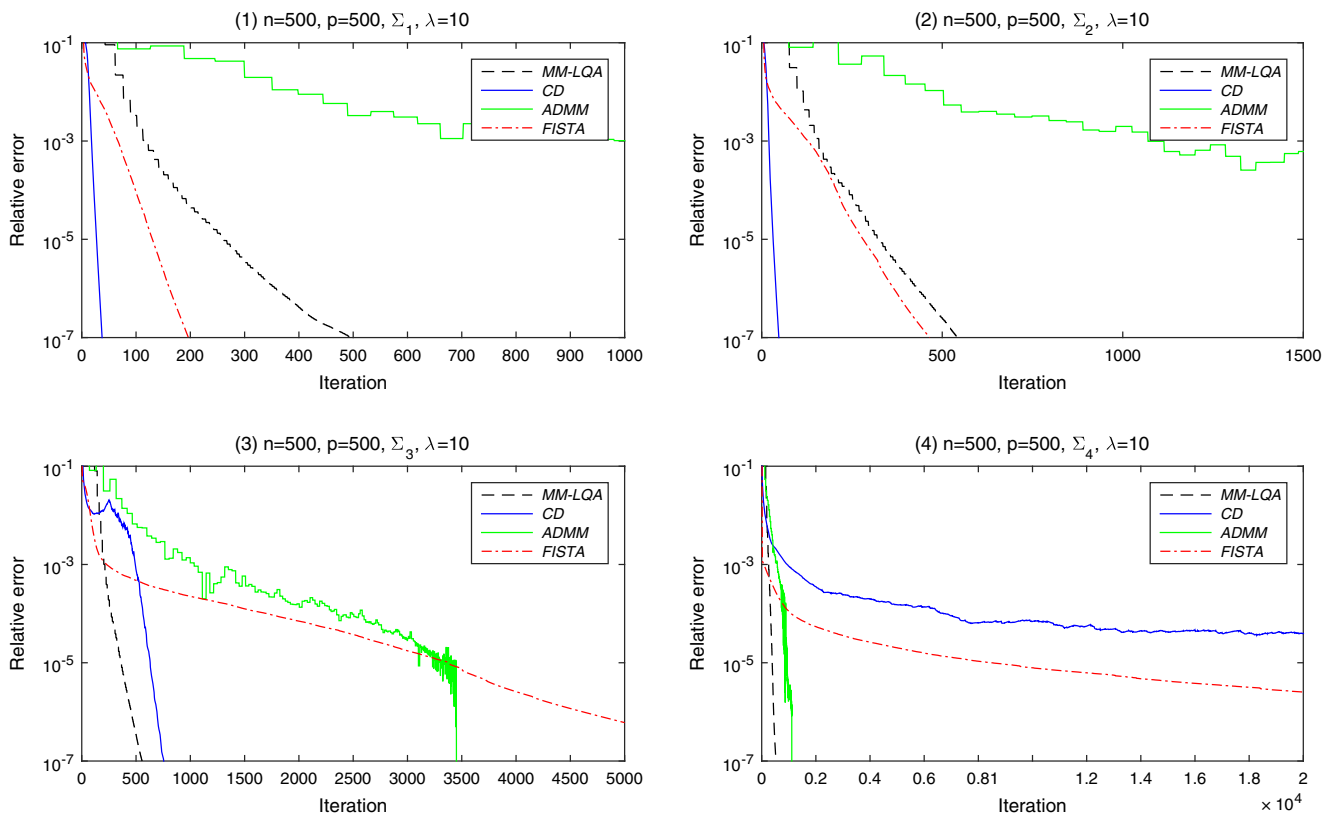 (1) n=500, p=500, Σ₁, λ=10
Relative error
10⁻¹
10⁻³
10⁻⁵
10⁻⁷
MM-LQA
CD
ADMM
FISTA
0 100 200 300 400 500 600 700 800 900 1000
Iteration
(2) n=500, p=500, Σ₂, λ=10
Relative error
10⁻¹
10⁻³
10⁻⁵
10⁻⁷
MM-LQA
CD
ADMM
FISTA
0 500 1000 1500
Iteration
(3) n=500, p=500, Σ₃, λ=10
Relative error
10⁻¹
10⁻³
10⁻⁵
10⁻⁷
MM-LQA
CD
ADMM
FISTA
0 500 1000 1500 2000 2500 3000 3500 4000 4500 5000
Iteration
(4) n=500, p=500, Σ₄, λ=10
Relative error
10⁻¹
10⁻³
10⁻⁵
10⁻⁷
MM-LQA
CD
ADMM
FISTA
0 0.2 0.4 0.6 0.81 1.2 1.4 1.6 1.8 2
Iteration
× 10⁴